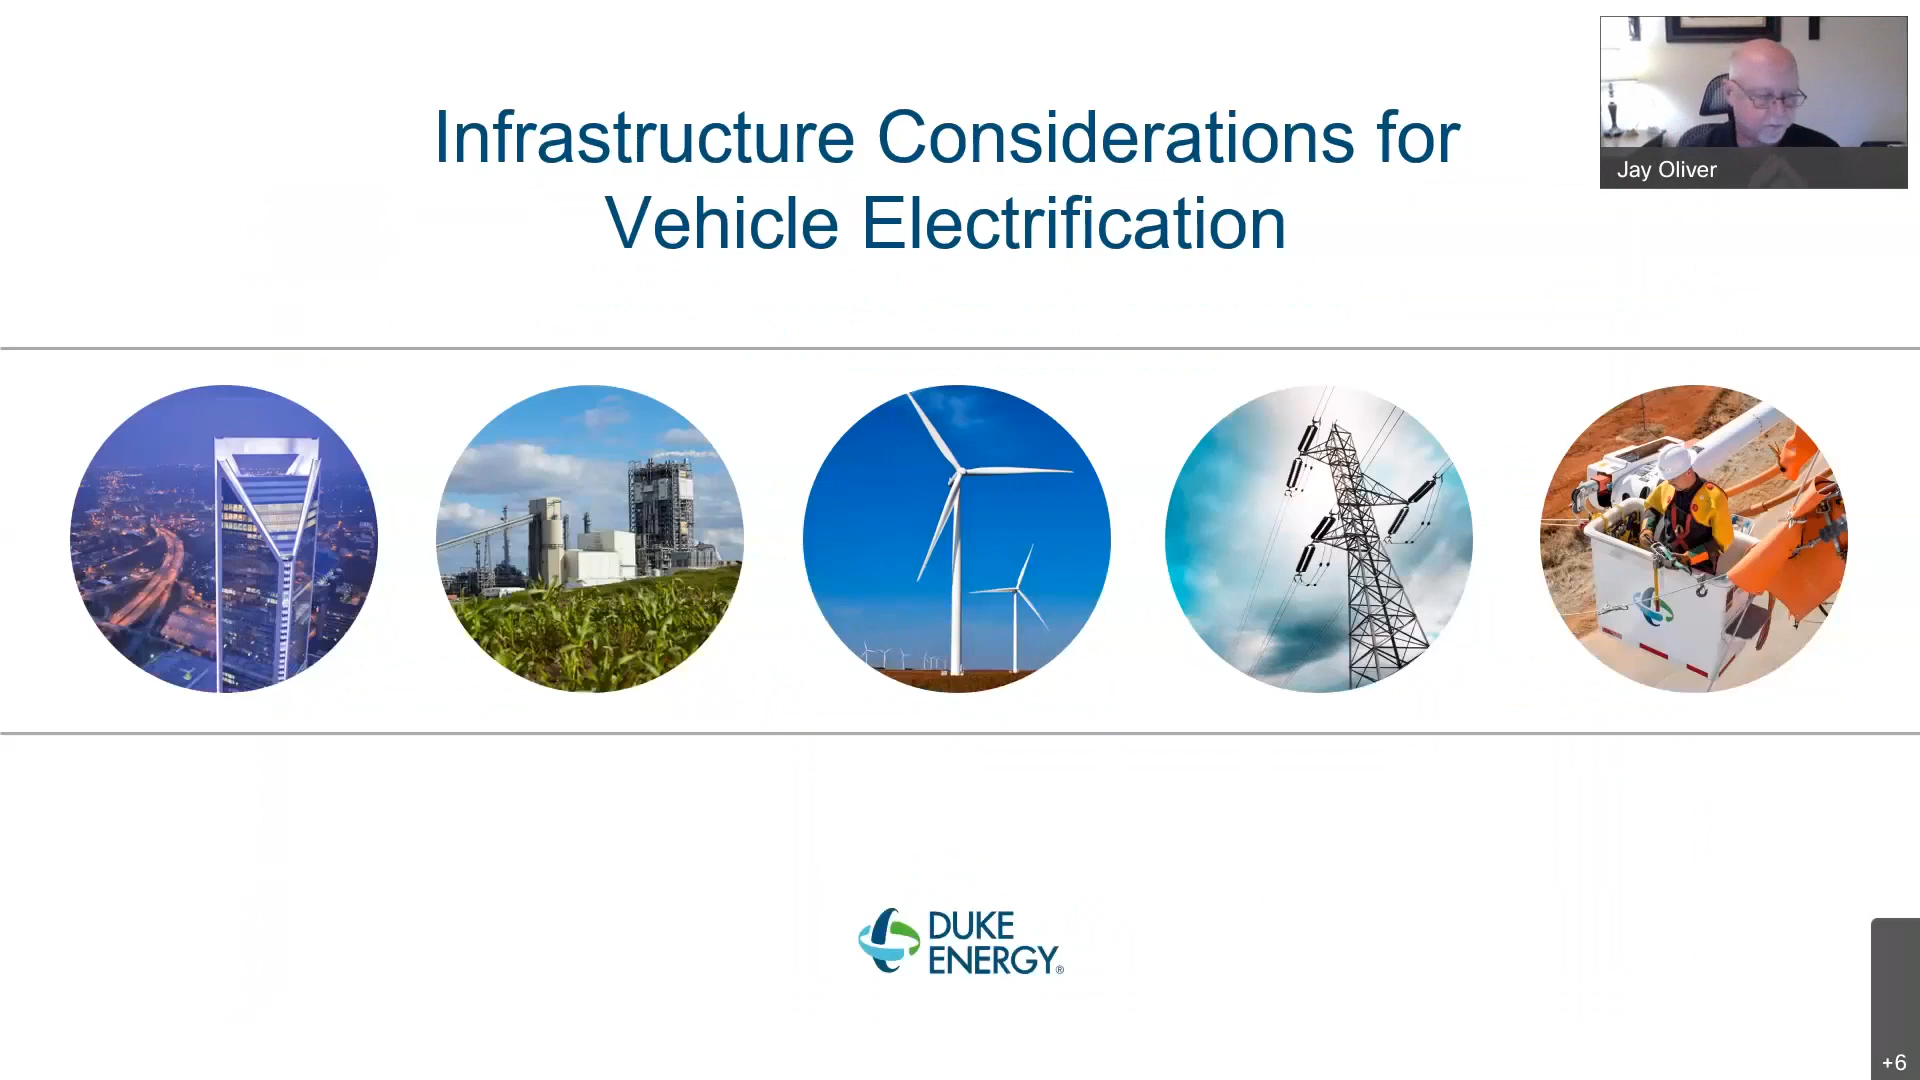 Infrastructure Considerations for
Vehicle Electrification
Jay Oliver
DUKE
ENERGY®
+6